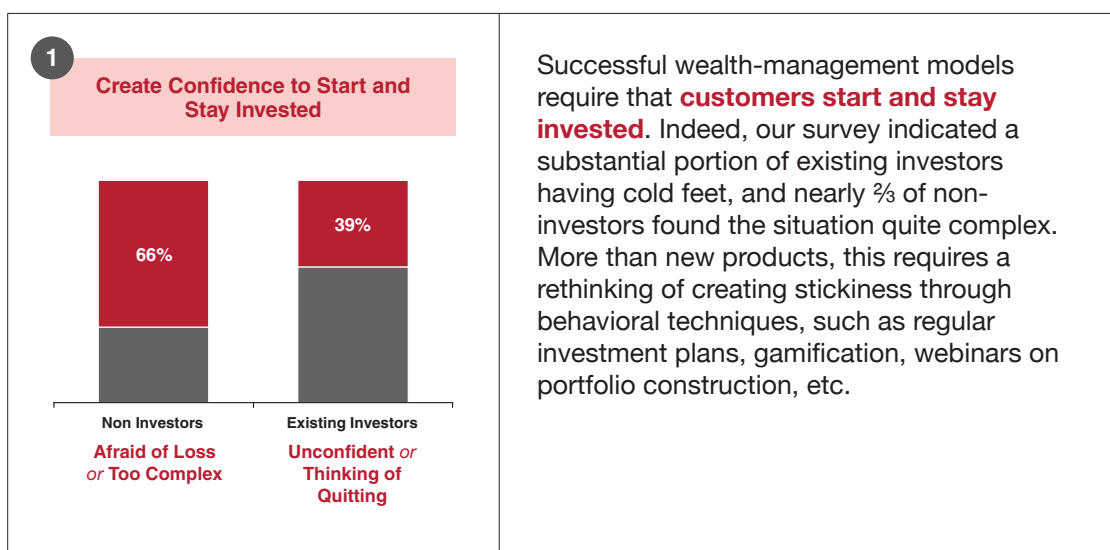 1
Create Confidence to Start and
Stay Invested
66%
39%
Non Investors
Existing Investors
Afraid of Loss
or Too Complex
Unconfident or
Thinking of
Quitting
Successful wealth-management models
require that customers start and stay
invested. Indeed, our survey indicated a
substantial portion of existing investors
having cold feet, and nearly ⅔ of non-
investors found the situation quite complex.
More than new products, this requires a
rethinking of creating stickiness through
behavioral techniques, such as regular
investment plans, gamification, webinars on
portfolio construction, etc.